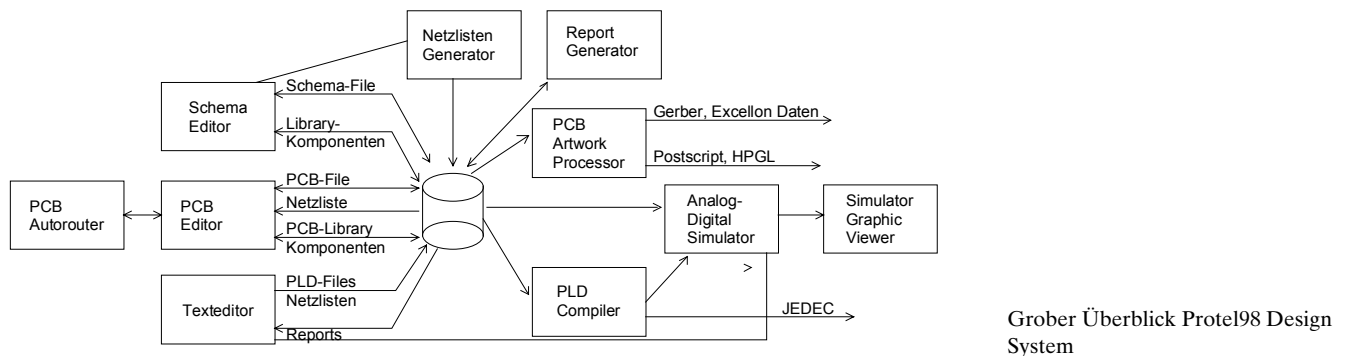 Netzlisten
Generator
Report
Generator
Schema-File
Schema
Editor
Library-
Komponenten
PCB
Artwork
Processor
Gerber, Excellon Daten
Postscript, HPGL
PCB
Autorouter
PCB
Editor
PCB-File
Netzliste
PCB-Library
Komponenten
Analog-
Digital
Simulator
Simulator
Graphic
Viewer
Texteditor
PLD-Files
Netzlisten
Reports
PLD
Compiler
JEDEC
Grober Überblick Protel98 Design
System